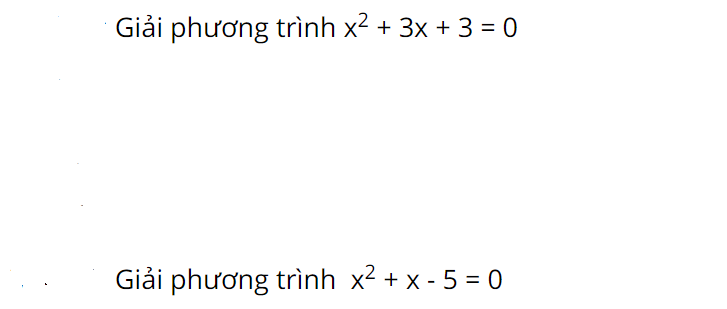 Giải phương trình x² + 3x + 3 = 0
Giải phương trình x² + x - 5 = 0